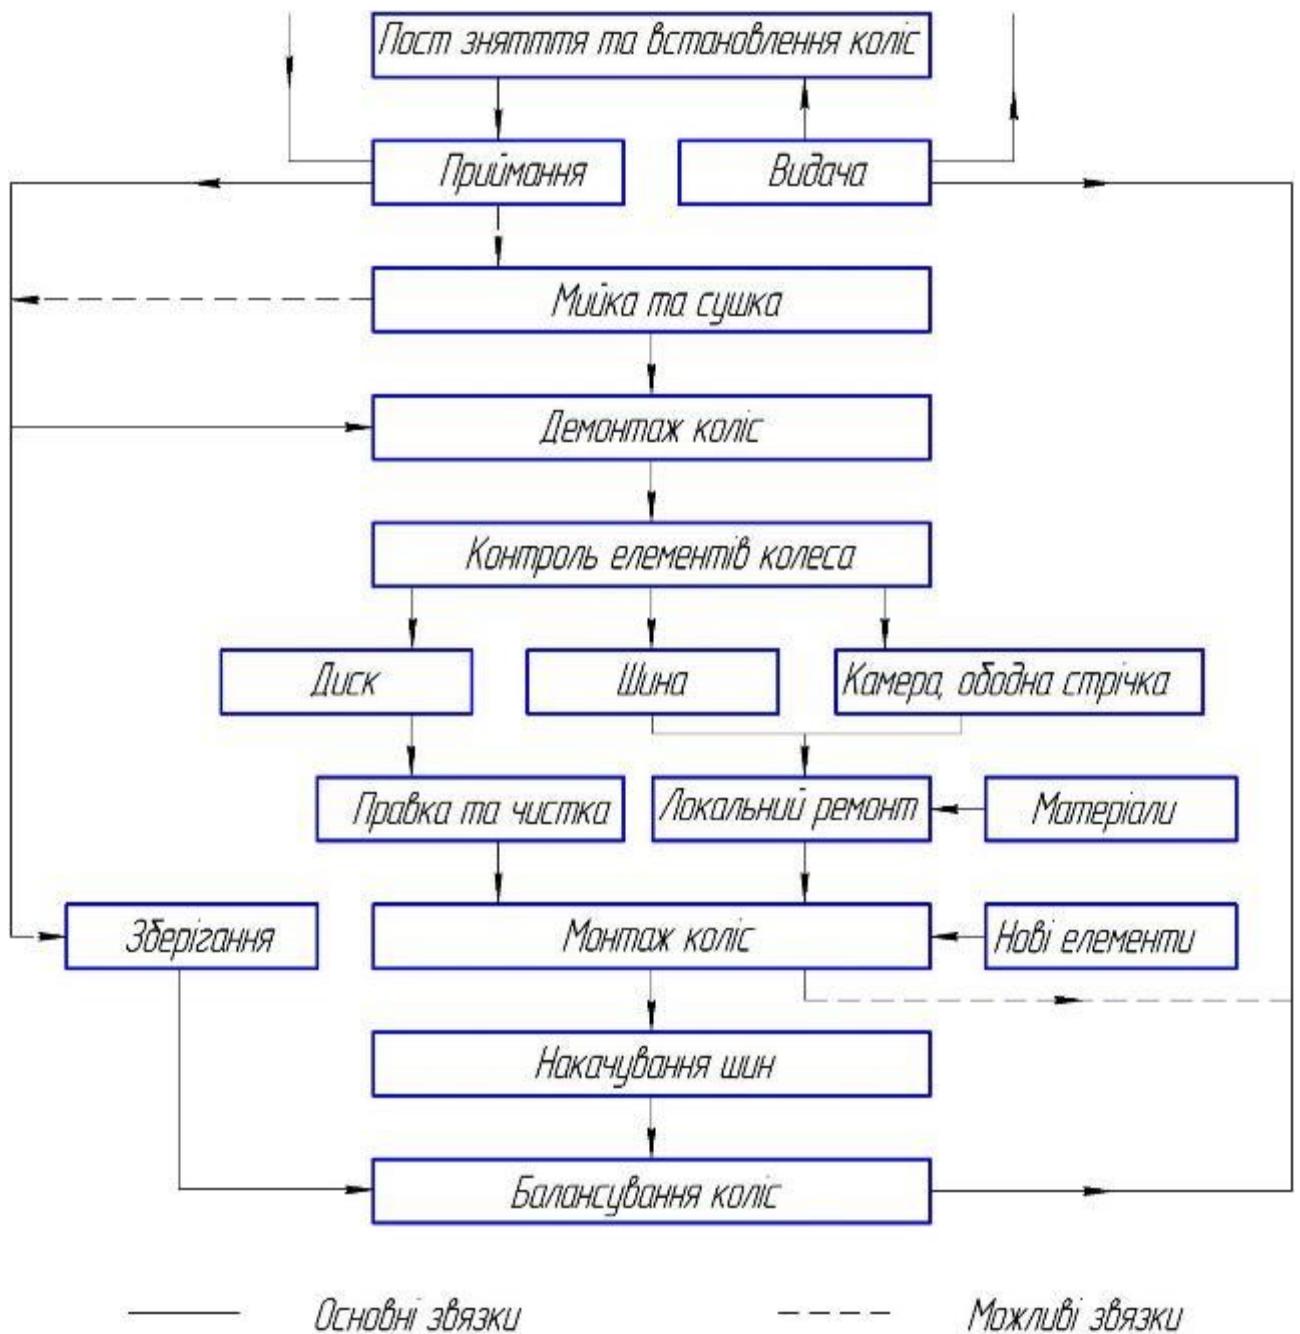 Пост зняття та встановлення коліс
Приймання
Видача
Мийка та сушка
Демонтаж коліс
Контроль елементів колеса
Диск
Шина
Камера, ободна стрічка
Правка та чистка
Локальний ремонт
Матеріали
Зберігання
Монтаж коліс
Нові елементи
Накачування шин
Балансування коліс
Основні звязки
Можливі звязки